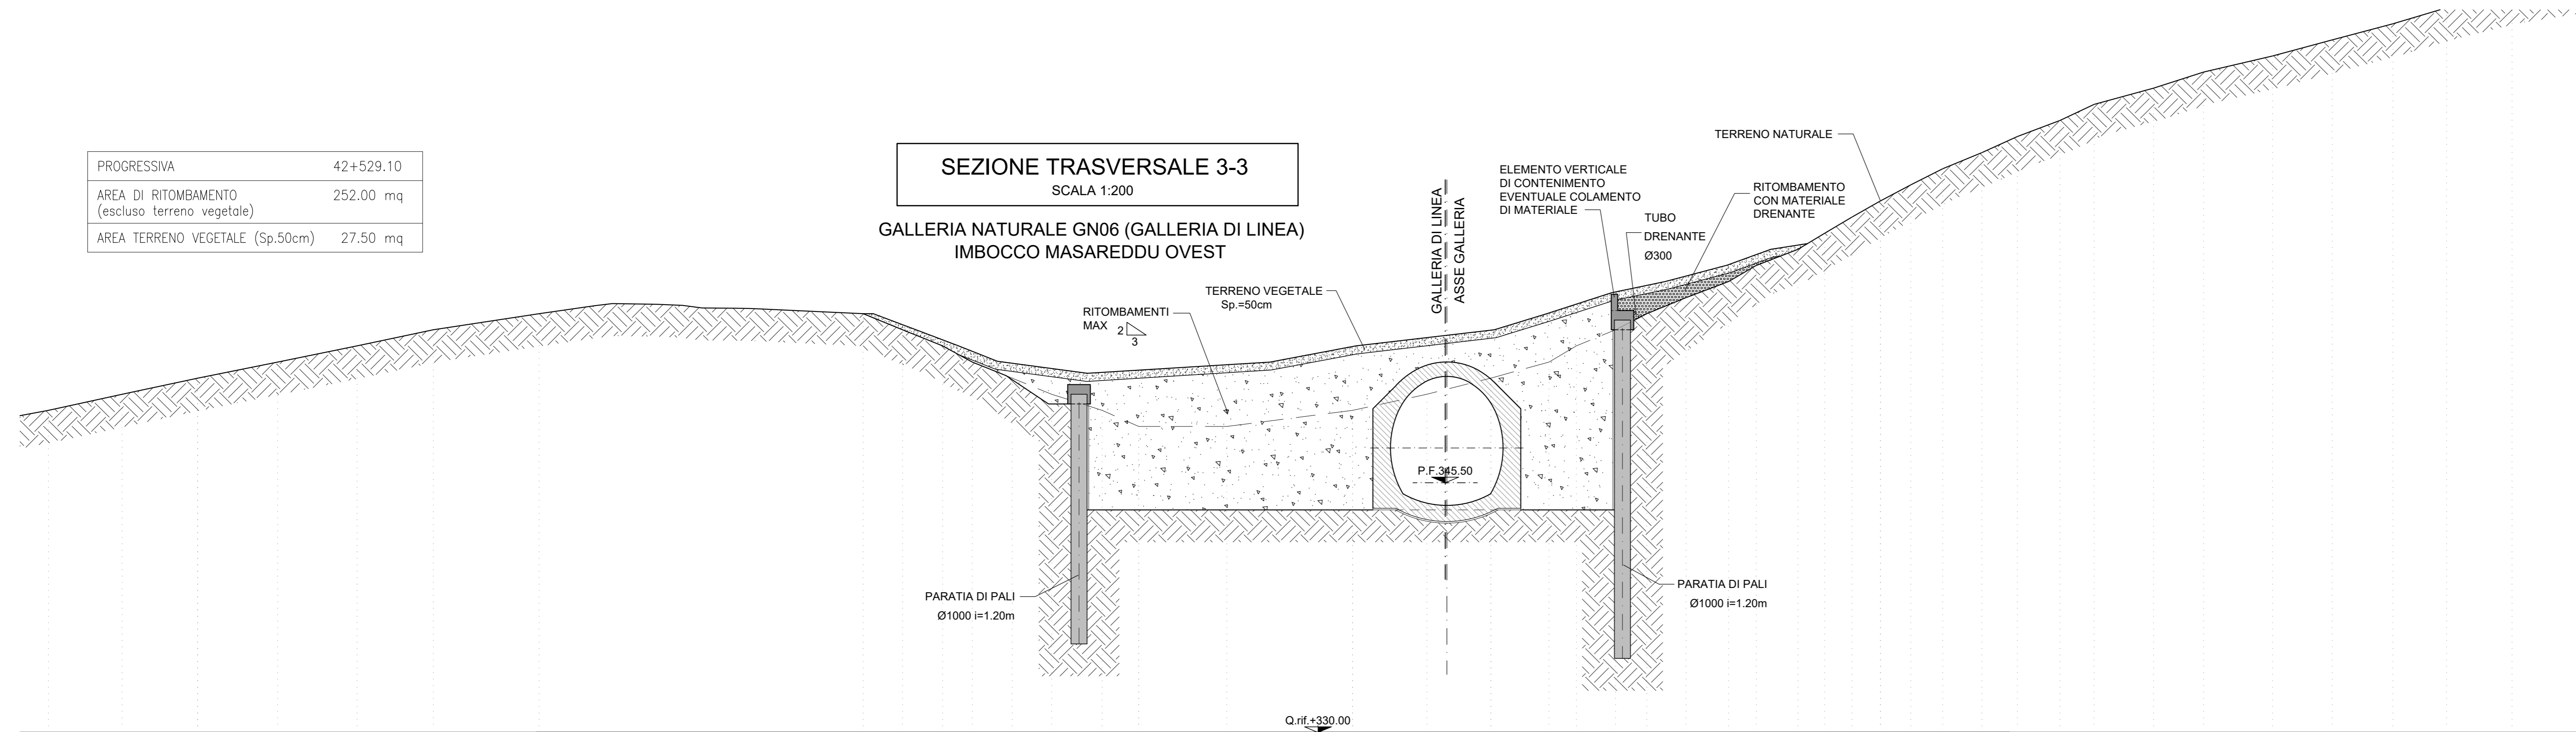 PROGRESSIVA 42+529.10
AREA DI RITOMBAMENTO 252.00 mq
(escluso terreno vegetale)
AREA TERRENO VEGETALE (Sp.50cm) 27.50 mq
SEZIONE TRASVERSALE 3-3
SCALA 1:200
GALLERIA NATURALE GN06 (GALLERIA DI LINEA)
IMBOCCO MASAREDDU OVEST
RITOMBAMENTI
MAX 2
3
TERRENO VEGETALE
Sp.=50cm
GALLERIA DI LINEA
ASSE GALLERIA
ELEMENTO VERTICALE
DI CONTENIMENTO
EVENTUALE COLAMENTO
DI MATERIALE
TUBO
DRENANTE
Ø300
TERRENO NATURALE
RITOMBAMENTO
CON MATERIALE
DRENANTE
P.F.345.50
PARATIA DI PALI
Ø1000 i=1.20m
PARATIA DI PALI
Ø1000 i=1.20m
Q.rif.+330.00